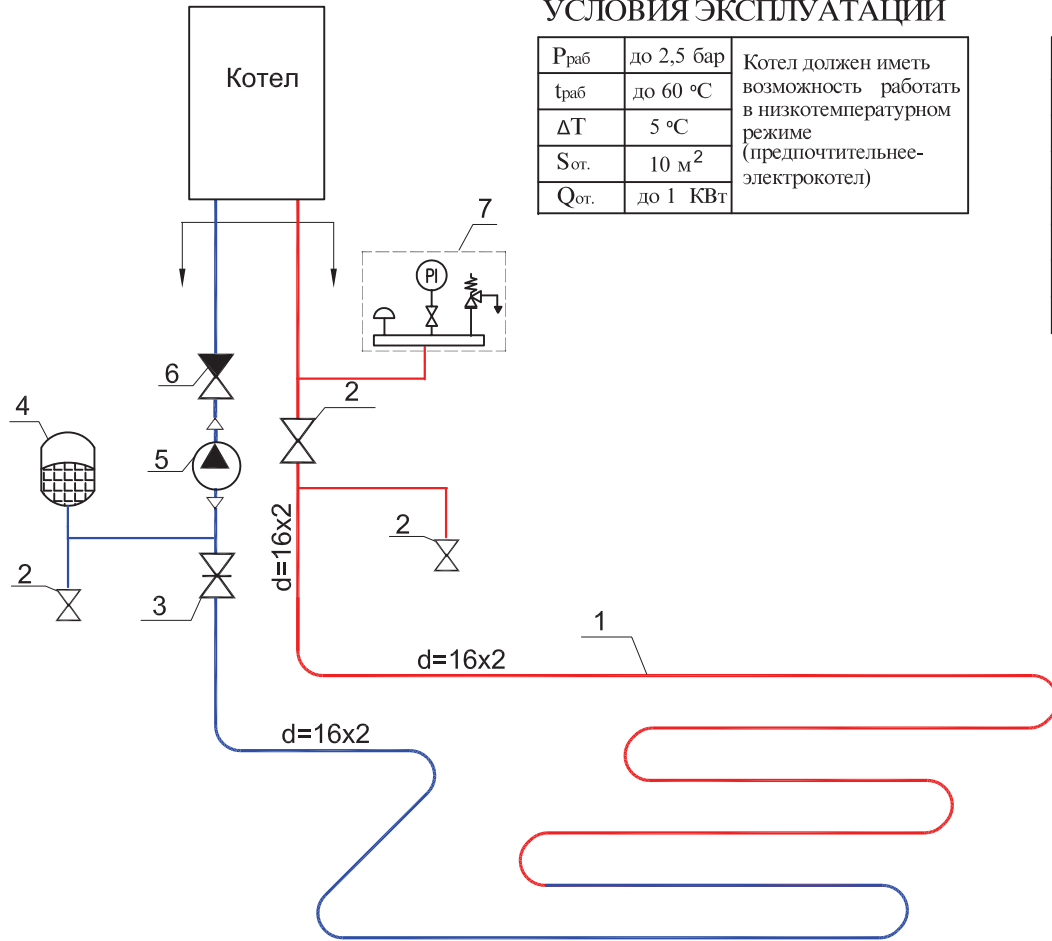 УСЛОВИЯ ЭКСПЛУАТАЦИИ
Котел
Pраб до 2,5 бар
tраб до 60 °C
ΔT 5 °C
Sот. 10 м²
Qот. до 1 КВт
Котел должен иметь
возможность работать
в низкотемпературном
режиме
(предпочтительнее-
электрокотел)
7
PI
6
2
4
5
2
2
3
d=16x2
1
d=16x2
d=16x2